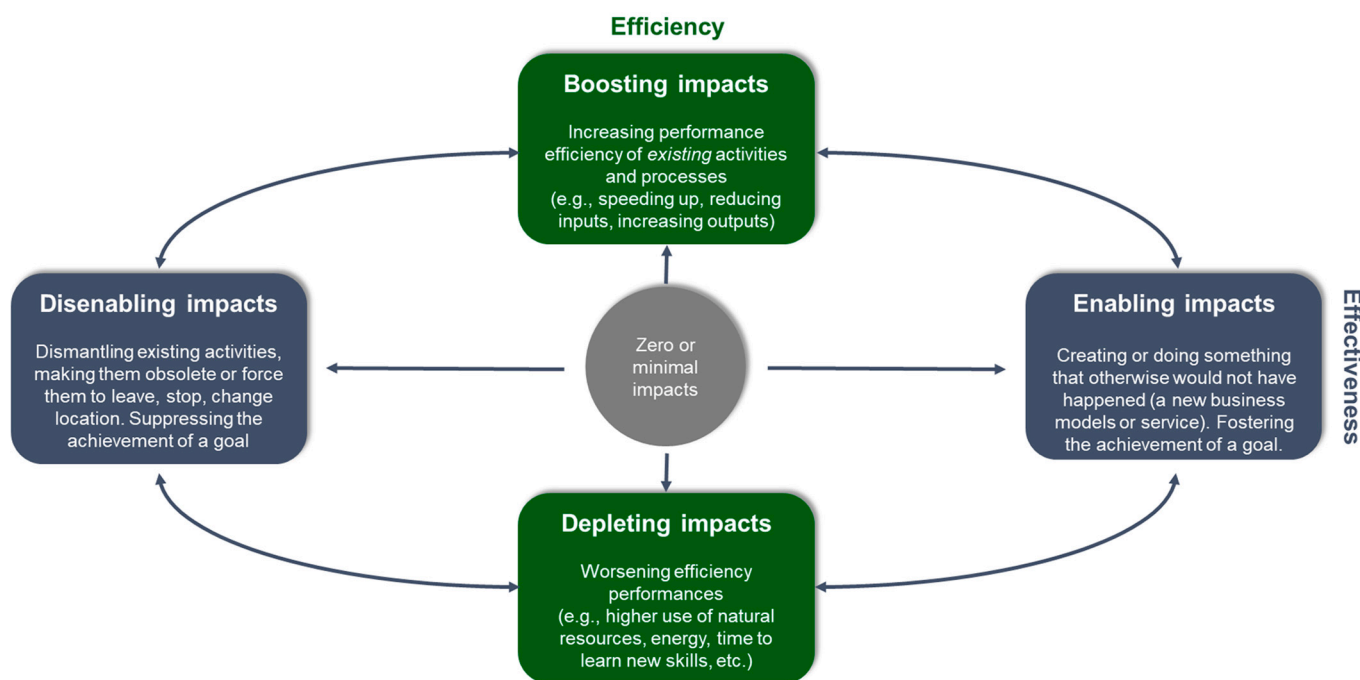 Efficiency
Boosting impacts
Increasing performance
efficiency of existing activities
and processes
(e.g., speeding up, reducing
inputs, increasing outputs)
Disenabling impacts
Dismantling existing activities,
making them obsolete or force
them to leave, stop, change
location. Suppressing the
achievement of a goal
Zero or
minimal
impacts
Enabling impacts
Creating or doing something
that otherwise would not have
happened (a new business
models or service). Fostering
the achievement of a goal.
Effectiveness
Depleting impacts
Worsening efficiency
performances
(e.g., higher use of natural
resources, energy, time to
learn new skills, etc.)